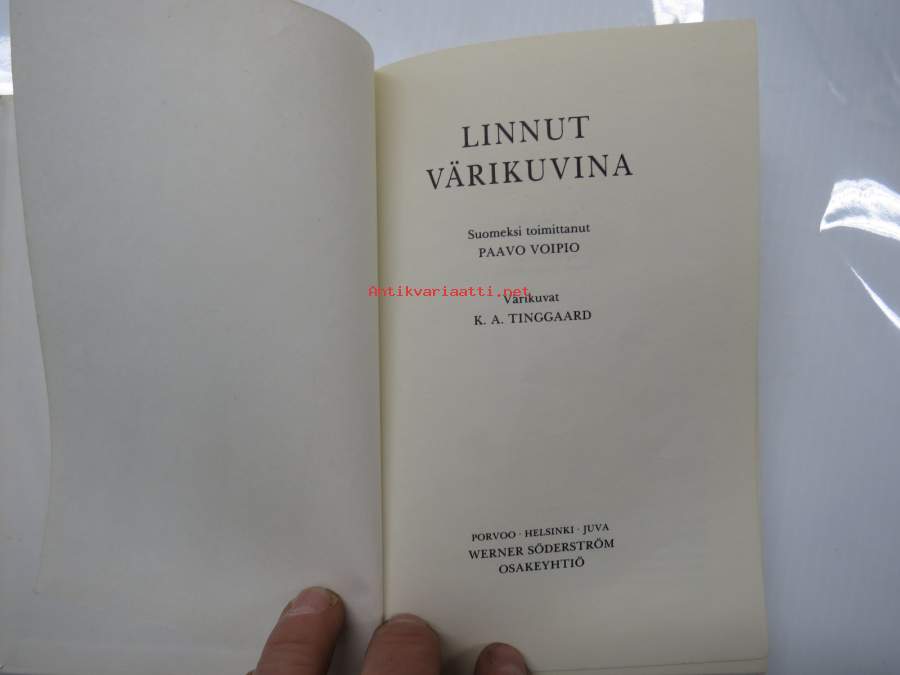 LINNUT
VÄRIKUVINA
Suomeksi toimittanut
PAAVO VOIPIO
Antikvariaatti.net
Värikuvat
K. A. TINGGAARD
PORVOO · HELSINKI · JUVA
WERNER SÖDERSTRÖM
OSAKEYHTIÖ